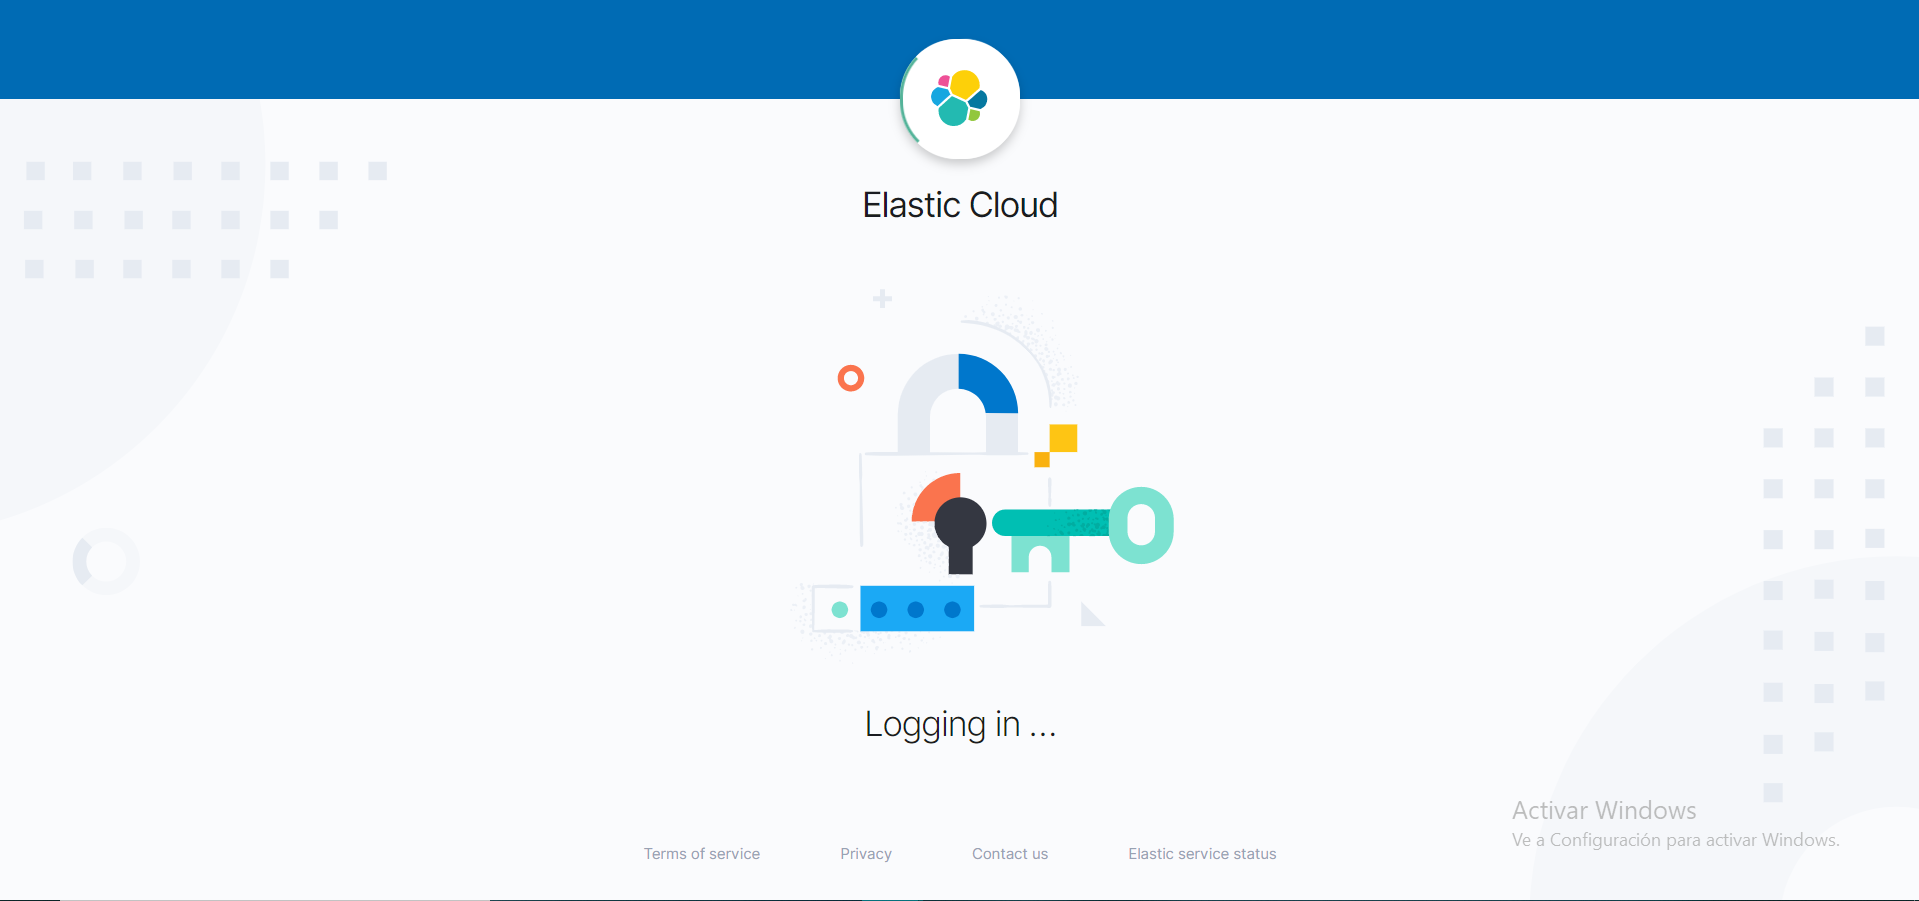 Elastic Cloud
Logging in ...
Activar Windows
Ve a Configuración para activar Windows.
Terms of service
Privacy
Contact us
Elastic service status